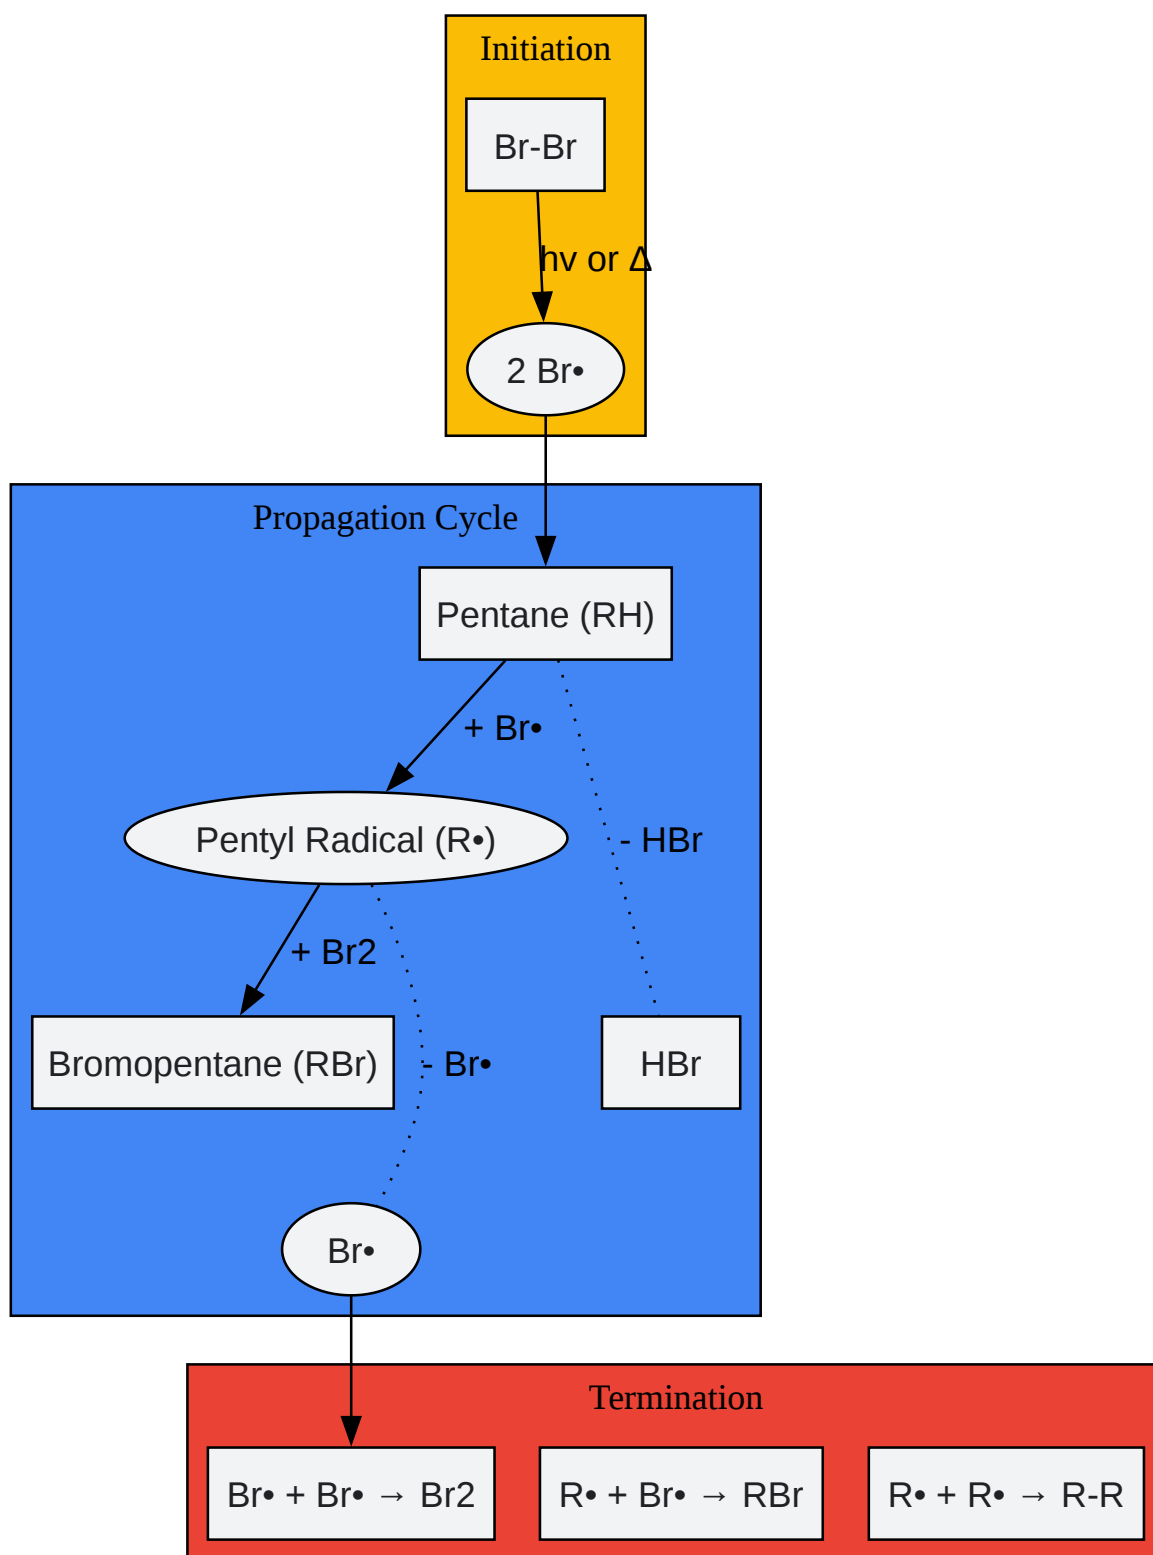 Initiation
Br-Br
hv or Δ
2 Br•
Propagation Cycle
Pentane (RH)
+ Br•
Pentyl Radical (R•)
- HBr
+ Br2
Bromopentane (RBr)
- Br•
HBr
Br•
Termination
Br• + Br• → Br2
R• + Br• → RBr
R• + R• → R-R